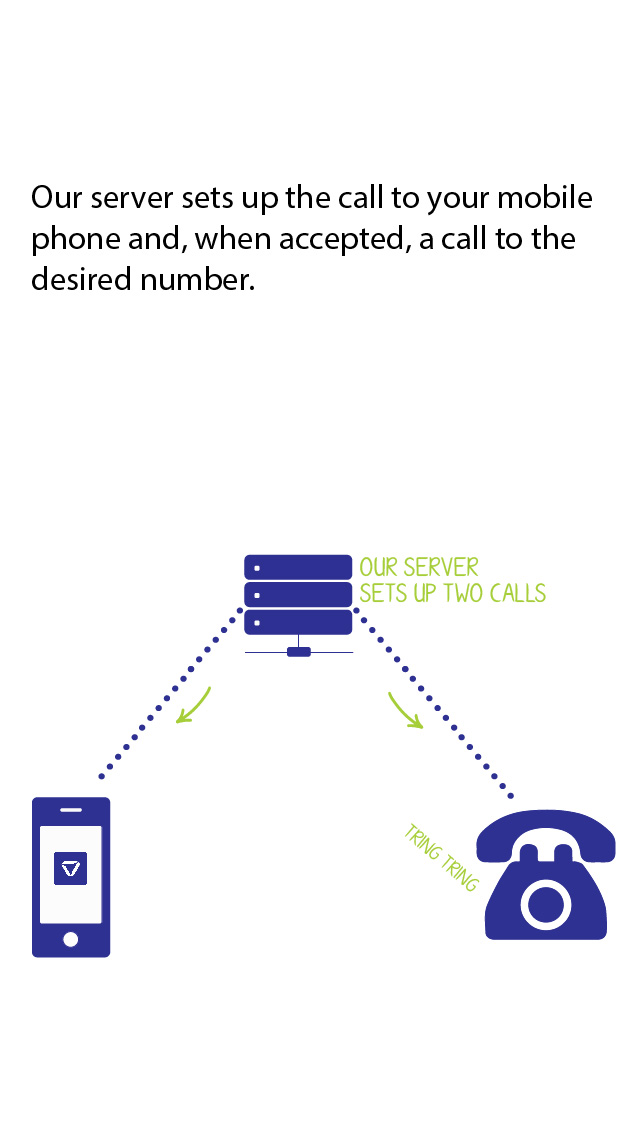 Our server sets up the call to your mobile
phone and, when accepted, a call to the
desired number.
OUR SERVER
SETS UP TWO CALLS
TRING TRING